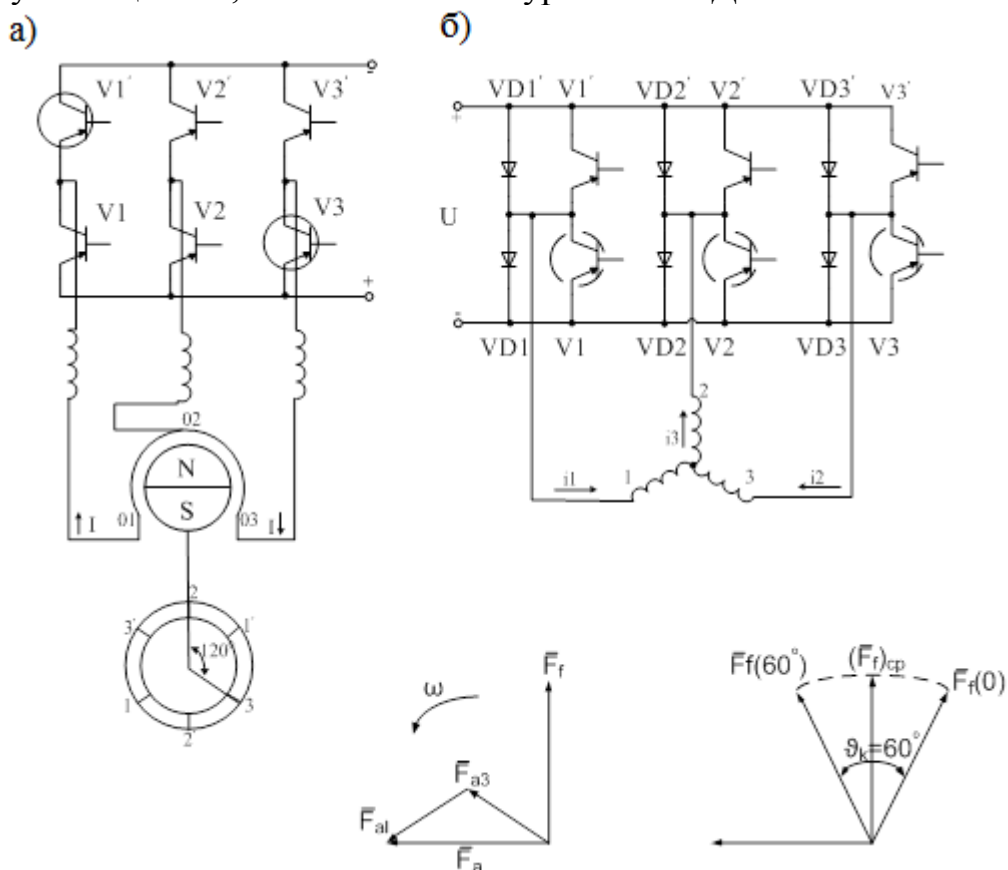 а)
б)
V1′ V2′ V3′ -
V1 V2 V3
+
02
N
S
01 03
I I
2
3′ 1′
120°
1 3
2′
VD1′ V1′ VD2′ V2′ VD3′ V3′
+
U
-
VD1 V1 VD2 V2 VD3 V3
2
i3
1 3
i1 i2
ω
F̅f
F̅a3
F̅al
F̅a
F̅f(60°) (F̅f)ср F̅f(0)
ϑk=60°